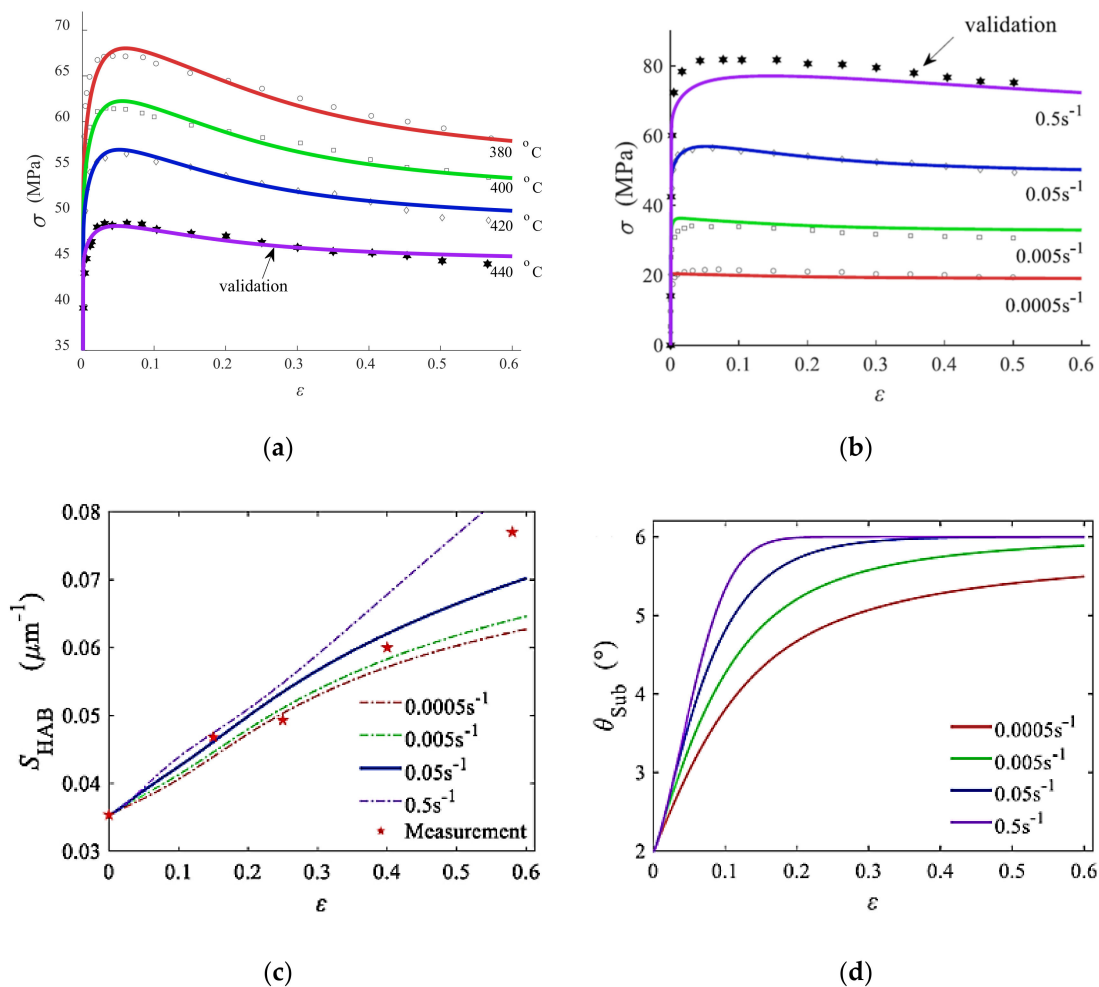 70
65
60
55
50
45
40
35
σ (MPa)
380 °C
400 °C
420 °C
440 °C
validation
0 0.1 0.2 0.3 0.4 0.5 0.6
ε
(a)
validation
80
60
40
20
0
σ (MPa)
0.5s⁻¹
0.05s⁻¹
0.005s⁻¹
0.0005s⁻¹
0 0.1 0.2 0.3 0.4 0.5 0.6
ε
(b)
0.08
0.07
0.06
0.05
0.04
0.03
S_HAB (μm⁻¹)
0.0005s⁻¹
0.005s⁻¹
0.05s⁻¹
0.5s⁻¹
Measurement
0 0.1 0.2 0.3 0.4 0.5 0.6
ε
(c)
6
5
4
3
2
θ_Sub (°)
0.0005s⁻¹
0.005s⁻¹
0.05s⁻¹
0.5s⁻¹
0 0.1 0.2 0.3 0.4 0.5 0.6
ε
(d)